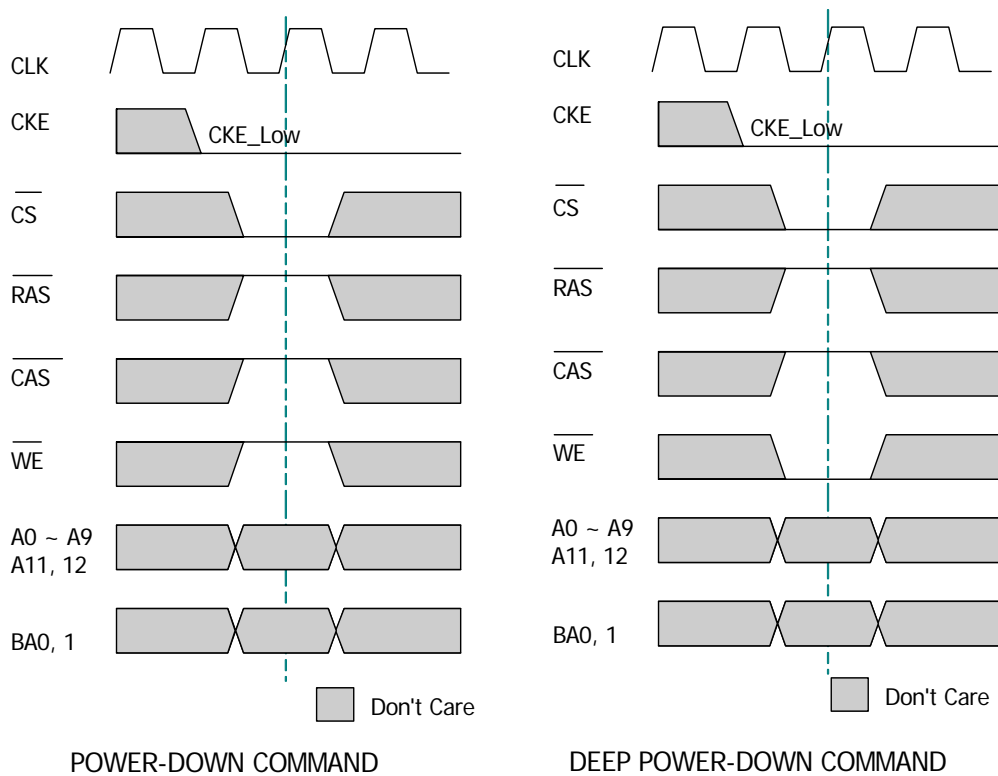 CLK
CKE
CKE_Low
CS
RAS
CAS
WE
A0 ~ A9
A11, 12
BA0, 1
Don't Care
POWER-DOWN COMMAND
CLK
CKE
CKE_Low
CS
RAS
CAS
WE
A0 ~ A9
A11, 12
BA0, 1
Don't Care
DEEP POWER-DOWN COMMAND